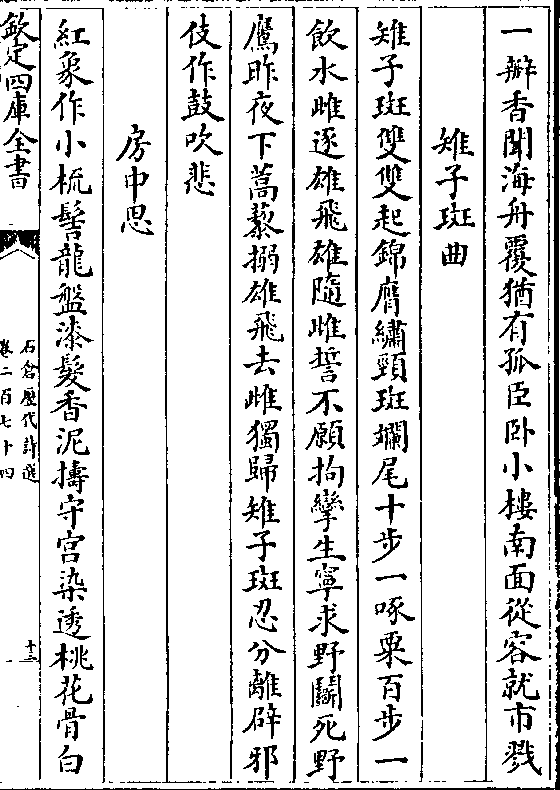 一瓣香聞海舟覆猶有孤臣卧小樓南面從容就市戮
雉子斑曲
雉子斑雙雙起錦膺繡頸斑斕尾十步一啄粟百步一
飲水雌逐雄飛雄隨雌誓不願拘攣生寧求野鬭死野
鷹昨夜下蒿藜搦雄飛去雌獨歸雉子斑忍分離辟邪
伎作鼓吹悲
房中思
紅象作小梳髻龍盤漆髮香泥擣守宫染透桃花骨白
欽定四庫全書
石倉歷代詩選
卷二百七十四
十三